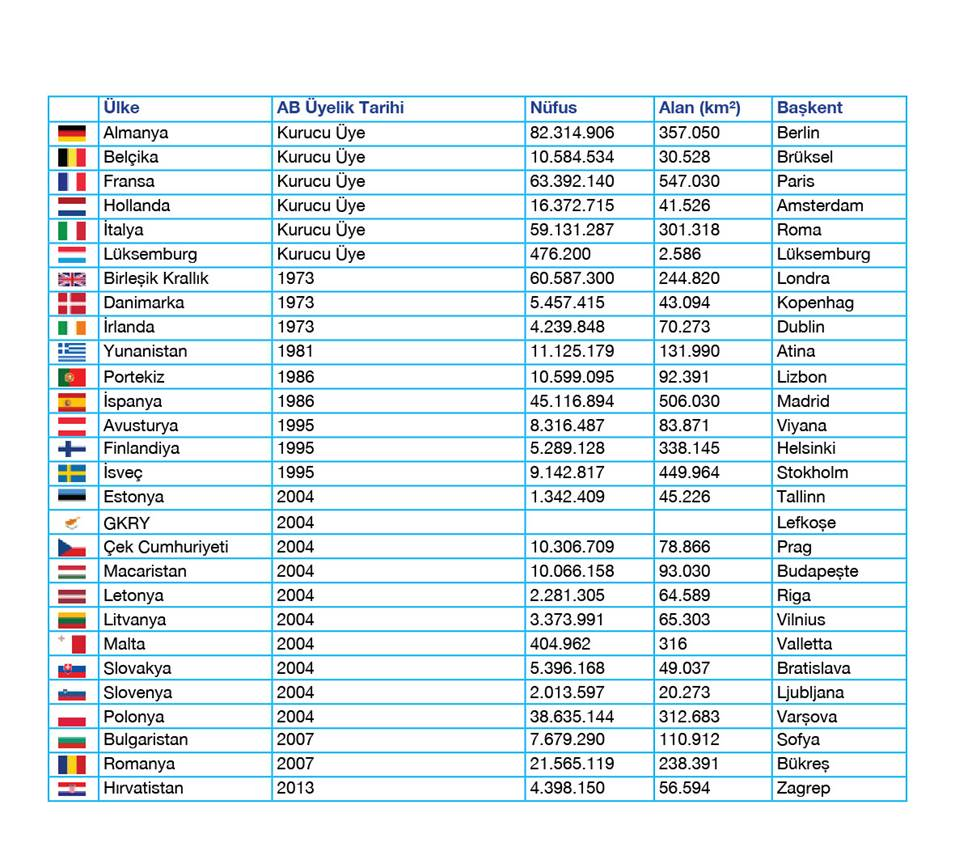 Ülke AB Üyelik Tarihi Nüfus Alan (km²) Başkent
Almanya Kurucu Üye 82.314.906 357.050 Berlin
Belçika Kurucu Üye 10.584.534 30.528 Brüksel
Fransa Kurucu Üye 63.392.140 547.030 Paris
Hollanda Kurucu Üye 16.372.715 41.526 Amsterdam
İtalya Kurucu Üye 59.131.287 301.318 Roma
Lüksemburg Kurucu Üye 476.200 2.586 Lüksemburg
Birleşik Krallık 1973 60.587.300 244.820 Londra
Danimarka 1973 5.457.415 43.094 Kopenhag
İrlanda 1973 4.239.848 70.273 Dublin
Yunanistan 1981 11.125.179 131.990 Atina
Portekiz 1986 10.599.095 92.391 Lizbon
İspanya 1986 45.116.894 506.030 Madrid
Avusturya 1995 8.316.487 83.871 Viyana
Finlandiya 1995 5.289.128 338.145 Helsinki
İsveç 1995 9.142.817 449.964 Stokholm
Estonya 2004 1.342.409 45.226 Tallinn
GKRY 2004 Lefkoşe
Çek Cumhuriyeti 2004 10.306.709 78.866 Prag
Macaristan 2004 10.066.158 93.030 Budapeşte
Letonya 2004 2.281.305 64.589 Riga
Litvanya 2004 3.373.991 65.303 Vilnius
Malta 2004 404.962 316 Valletta
Slovakya 2004 5.396.168 49.037 Bratislava
Slovenya 2004 2.013.597 20.273 Ljubljana
Polonya 2004 38.635.144 312.683 Varşova
Bulgaristan 2007 7.679.290 110.912 Sofya
Romanya 2007 21.565.119 238.391 Bükreş
Hırvatistan 2013 4.398.150 56.594 Zagrep